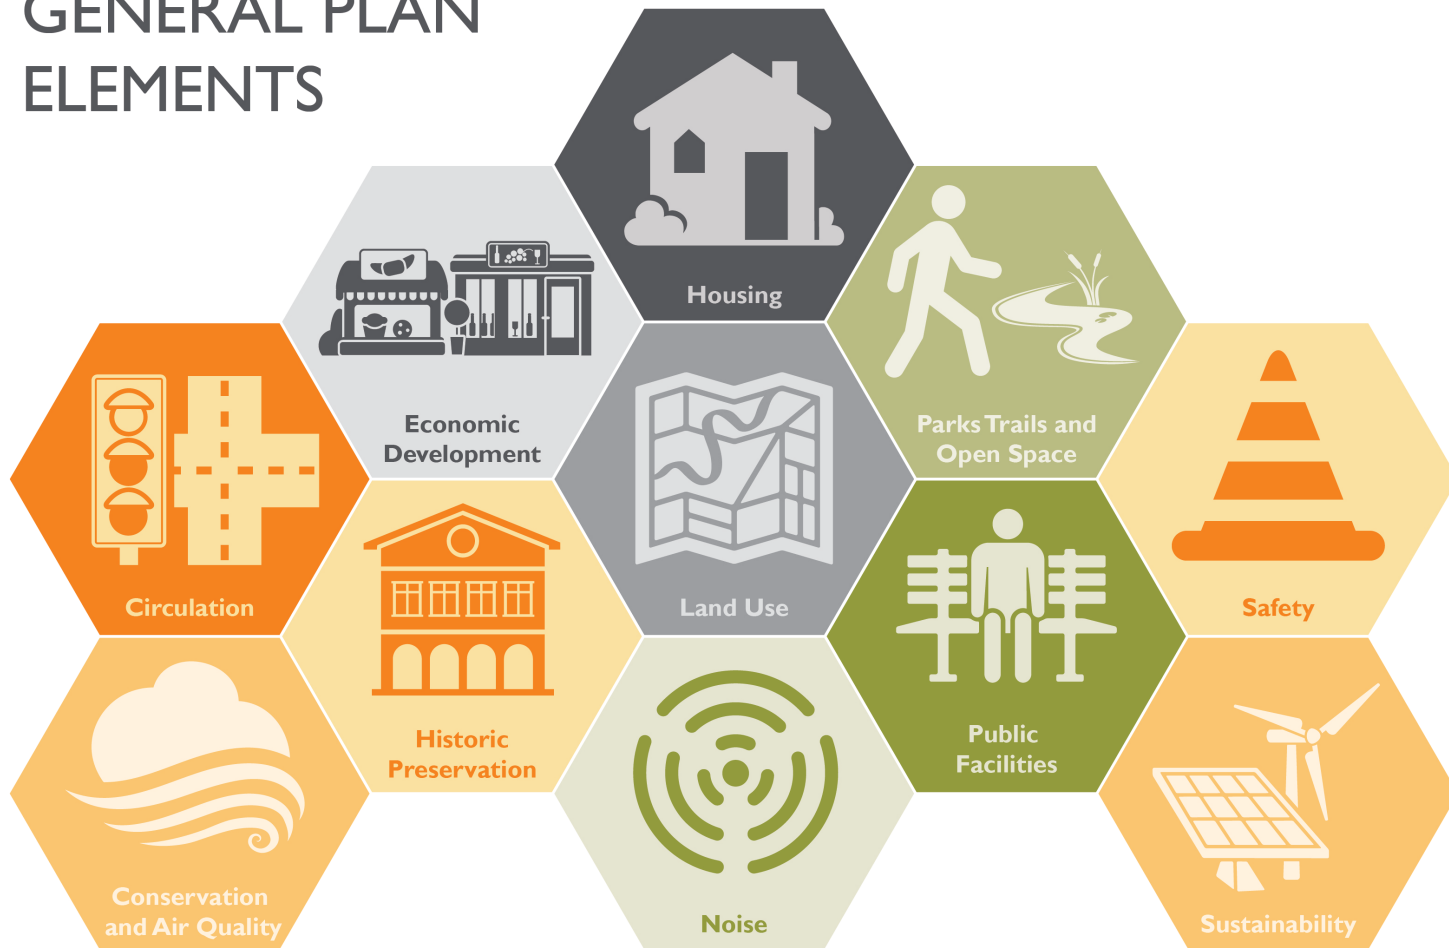 GENERAL PLAN
ELEMENTS
Housing
Economic
Development
Parks Trails and
Open Space
Circulation
Land Use
Safety
Historic
Preservation
Public
Facilities
Conservation
and Air Quality
Noise
Sustainability